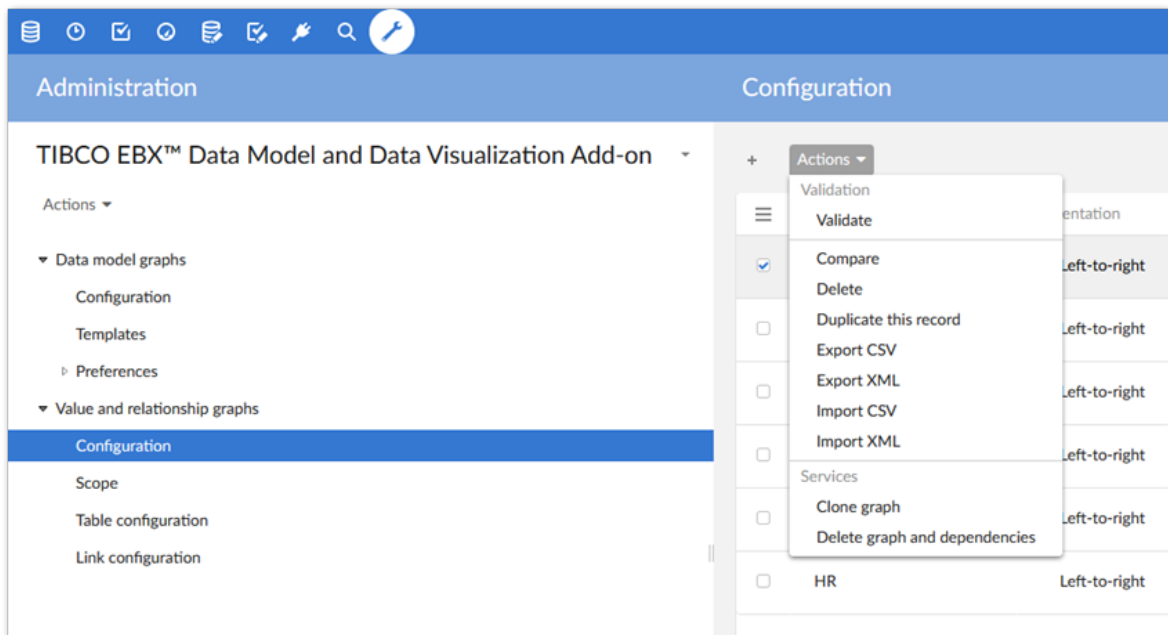 Administration
Configuration
TIBCO EBX™ Data Model and Data Visualization Add-on
Actions
Data model graphs
Configuration
Templates
Preferences
Value and relationship graphs
Configuration
Scope
Table configuration
Link configuration
+ Actions
Validation
Validate
Compare
Delete
Duplicate this record
Export CSV
Export XML
Import CSV
Import XML
Services
Clone graph
Delete graph and dependencies
entation
Left-to-right
Left-to-right
Left-to-right
Left-to-right
Left-to-right
HR Left-to-right